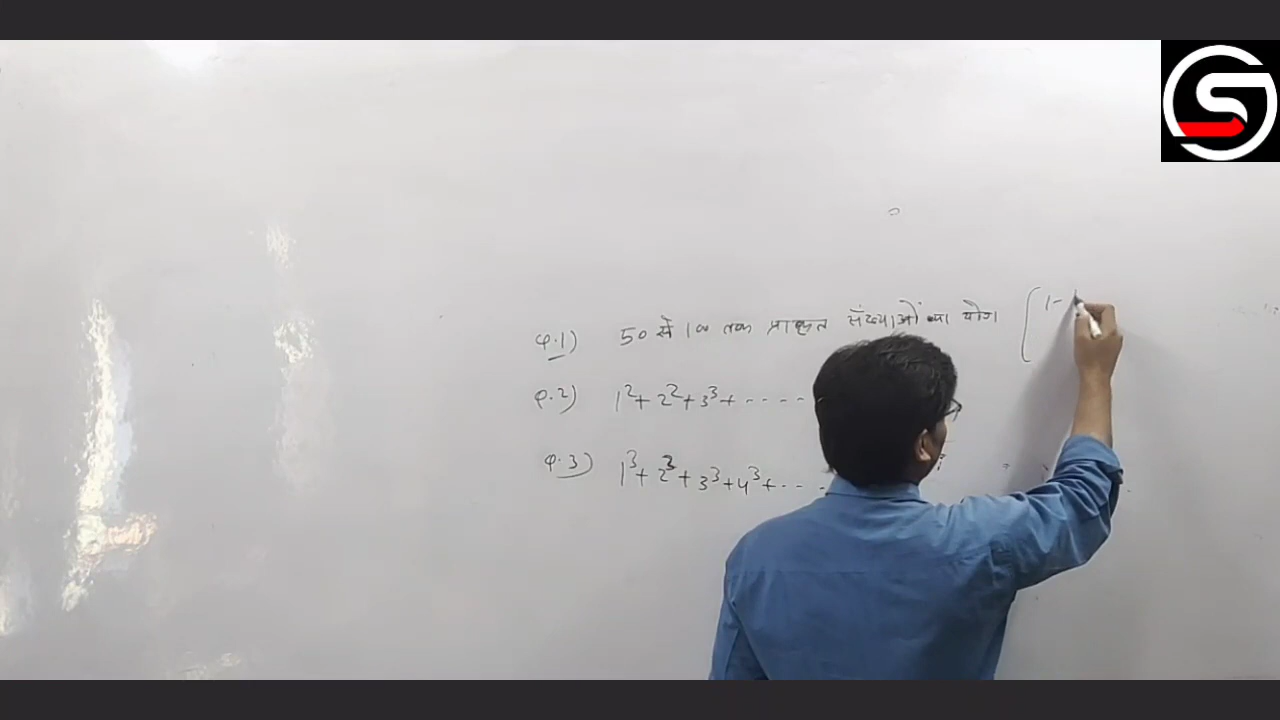 Q.1) 50 से 100 तक प्राकृत संख्याओं का योग [ 1-
Q.2) 1²+ 2² + 3³+ -----
Q.3) 1³+ 2³ + 3³+4³+ ---